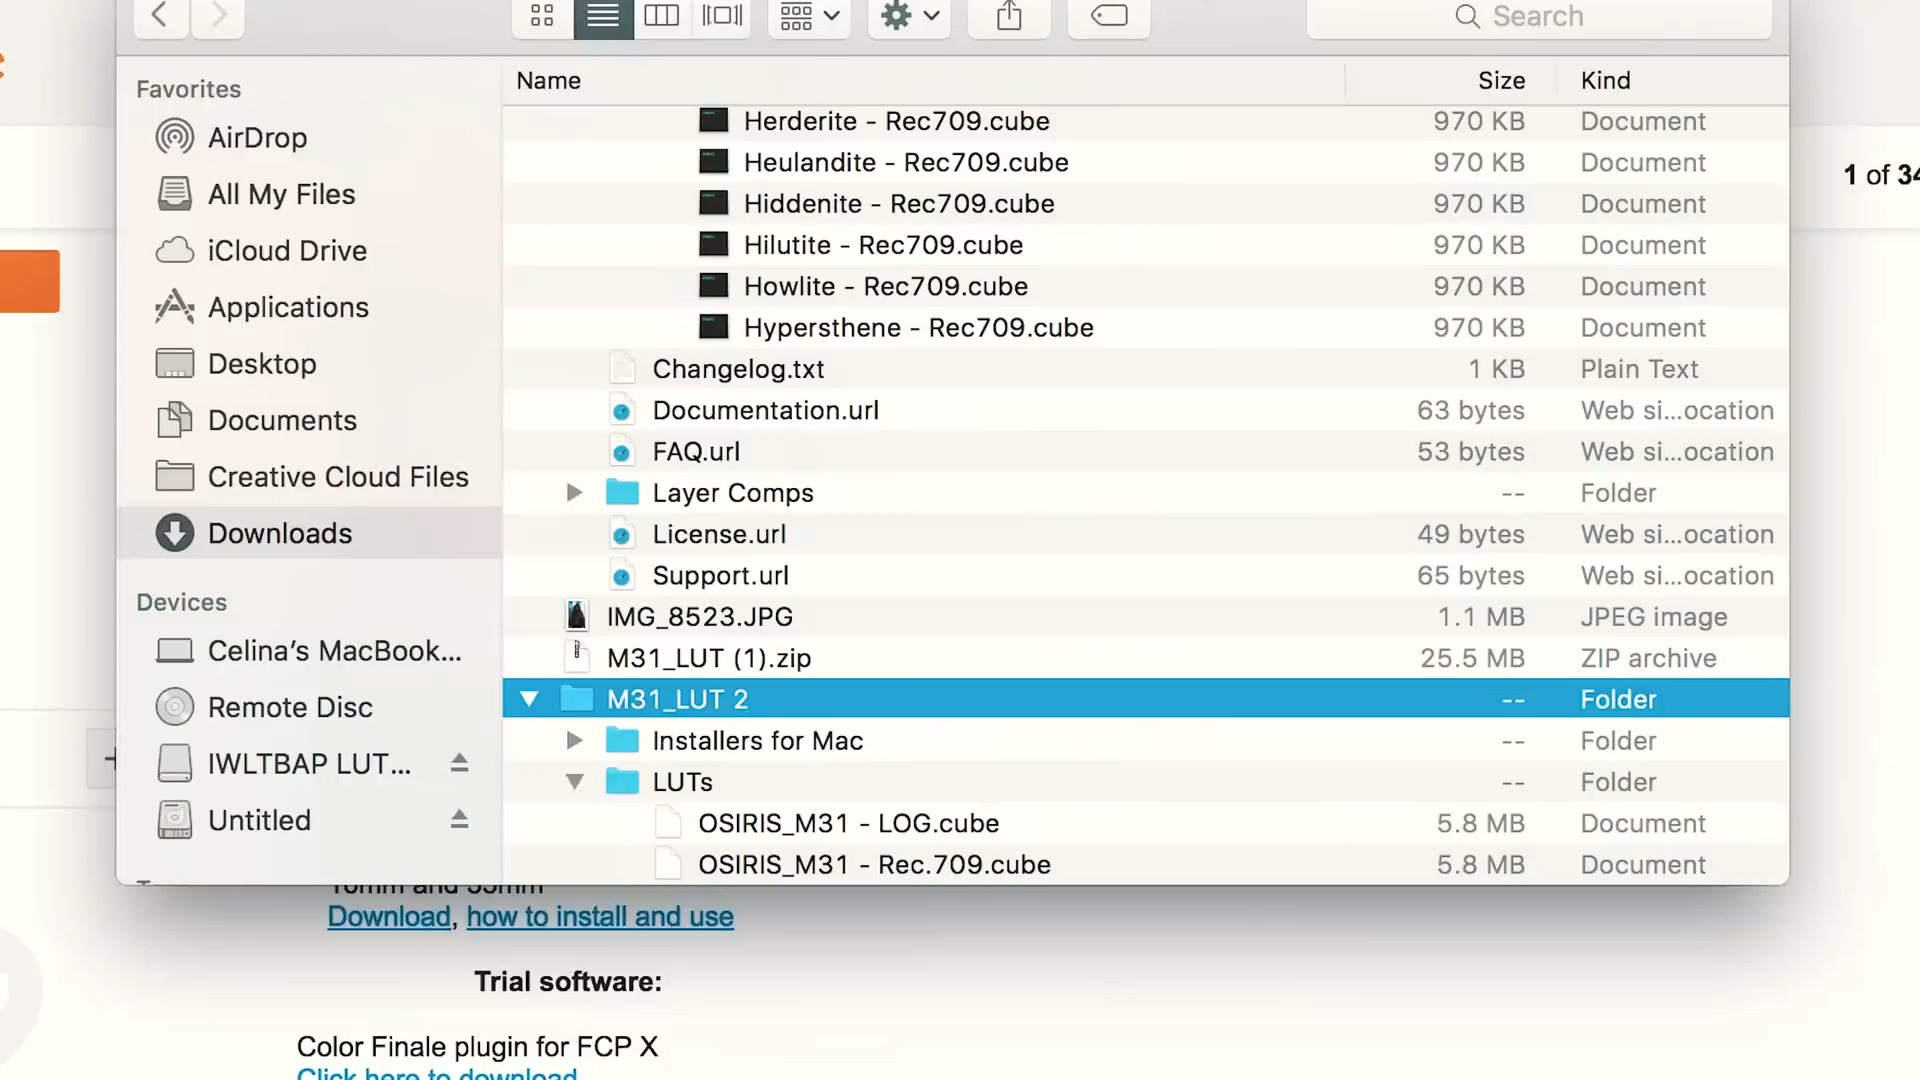 Search
Name Size Kind
Favorites
AirDrop
All My Files
iCloud Drive
Applications
Desktop
Documents
Creative Cloud Files
Downloads
Devices
Celina’s MacBook...
Remote Disc
IWLTBAP LUT...
Untitled
Herderite - Rec709.cube 970 KB Document
Heulandite - Rec709.cube 970 KB Document
Hiddenite - Rec709.cube 970 KB Document
Hilutite - Rec709.cube 970 KB Document
Howlite - Rec709.cube 970 KB Document
Hypersthene - Rec709.cube 970 KB Document
Changelog.txt 1 KB Plain Text
Documentation.url 63 bytes Web si...ocation
FAQ.url 53 bytes Web si...ocation
Layer Comps -- Folder
License.url 49 bytes Web si...ocation
Support.url 65 bytes Web si...ocation
IMG_8523.JPG 1.1 MB JPEG image
M31_LUT (1).zip 25.5 MB ZIP archive
M31_LUT 2 -- Folder
Installers for Mac -- Folder
LUTs -- Folder
OSIRIS_M31 - LOG.cube 5.8 MB Document
OSIRIS_M31 - Rec.709.cube 5.8 MB Document
1 of 34
16mm and 35mm
Download, how to install and use
Trial software:
Color Finale plugin for FCP X
Click here to download